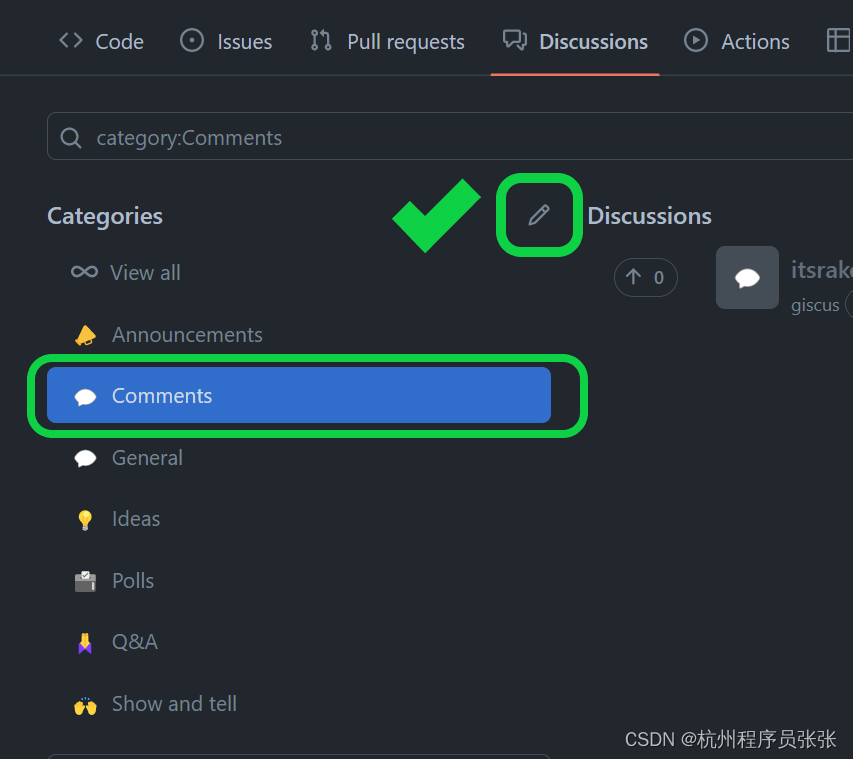 Code Issues Pull requests Discussions Actions
category:Comments
Categories
Discussions
View all
0
itsrake
giscus
Announcements
Comments
General
Ideas
Polls
Q&A
Show and tell
CSDN @杭州程序员张张